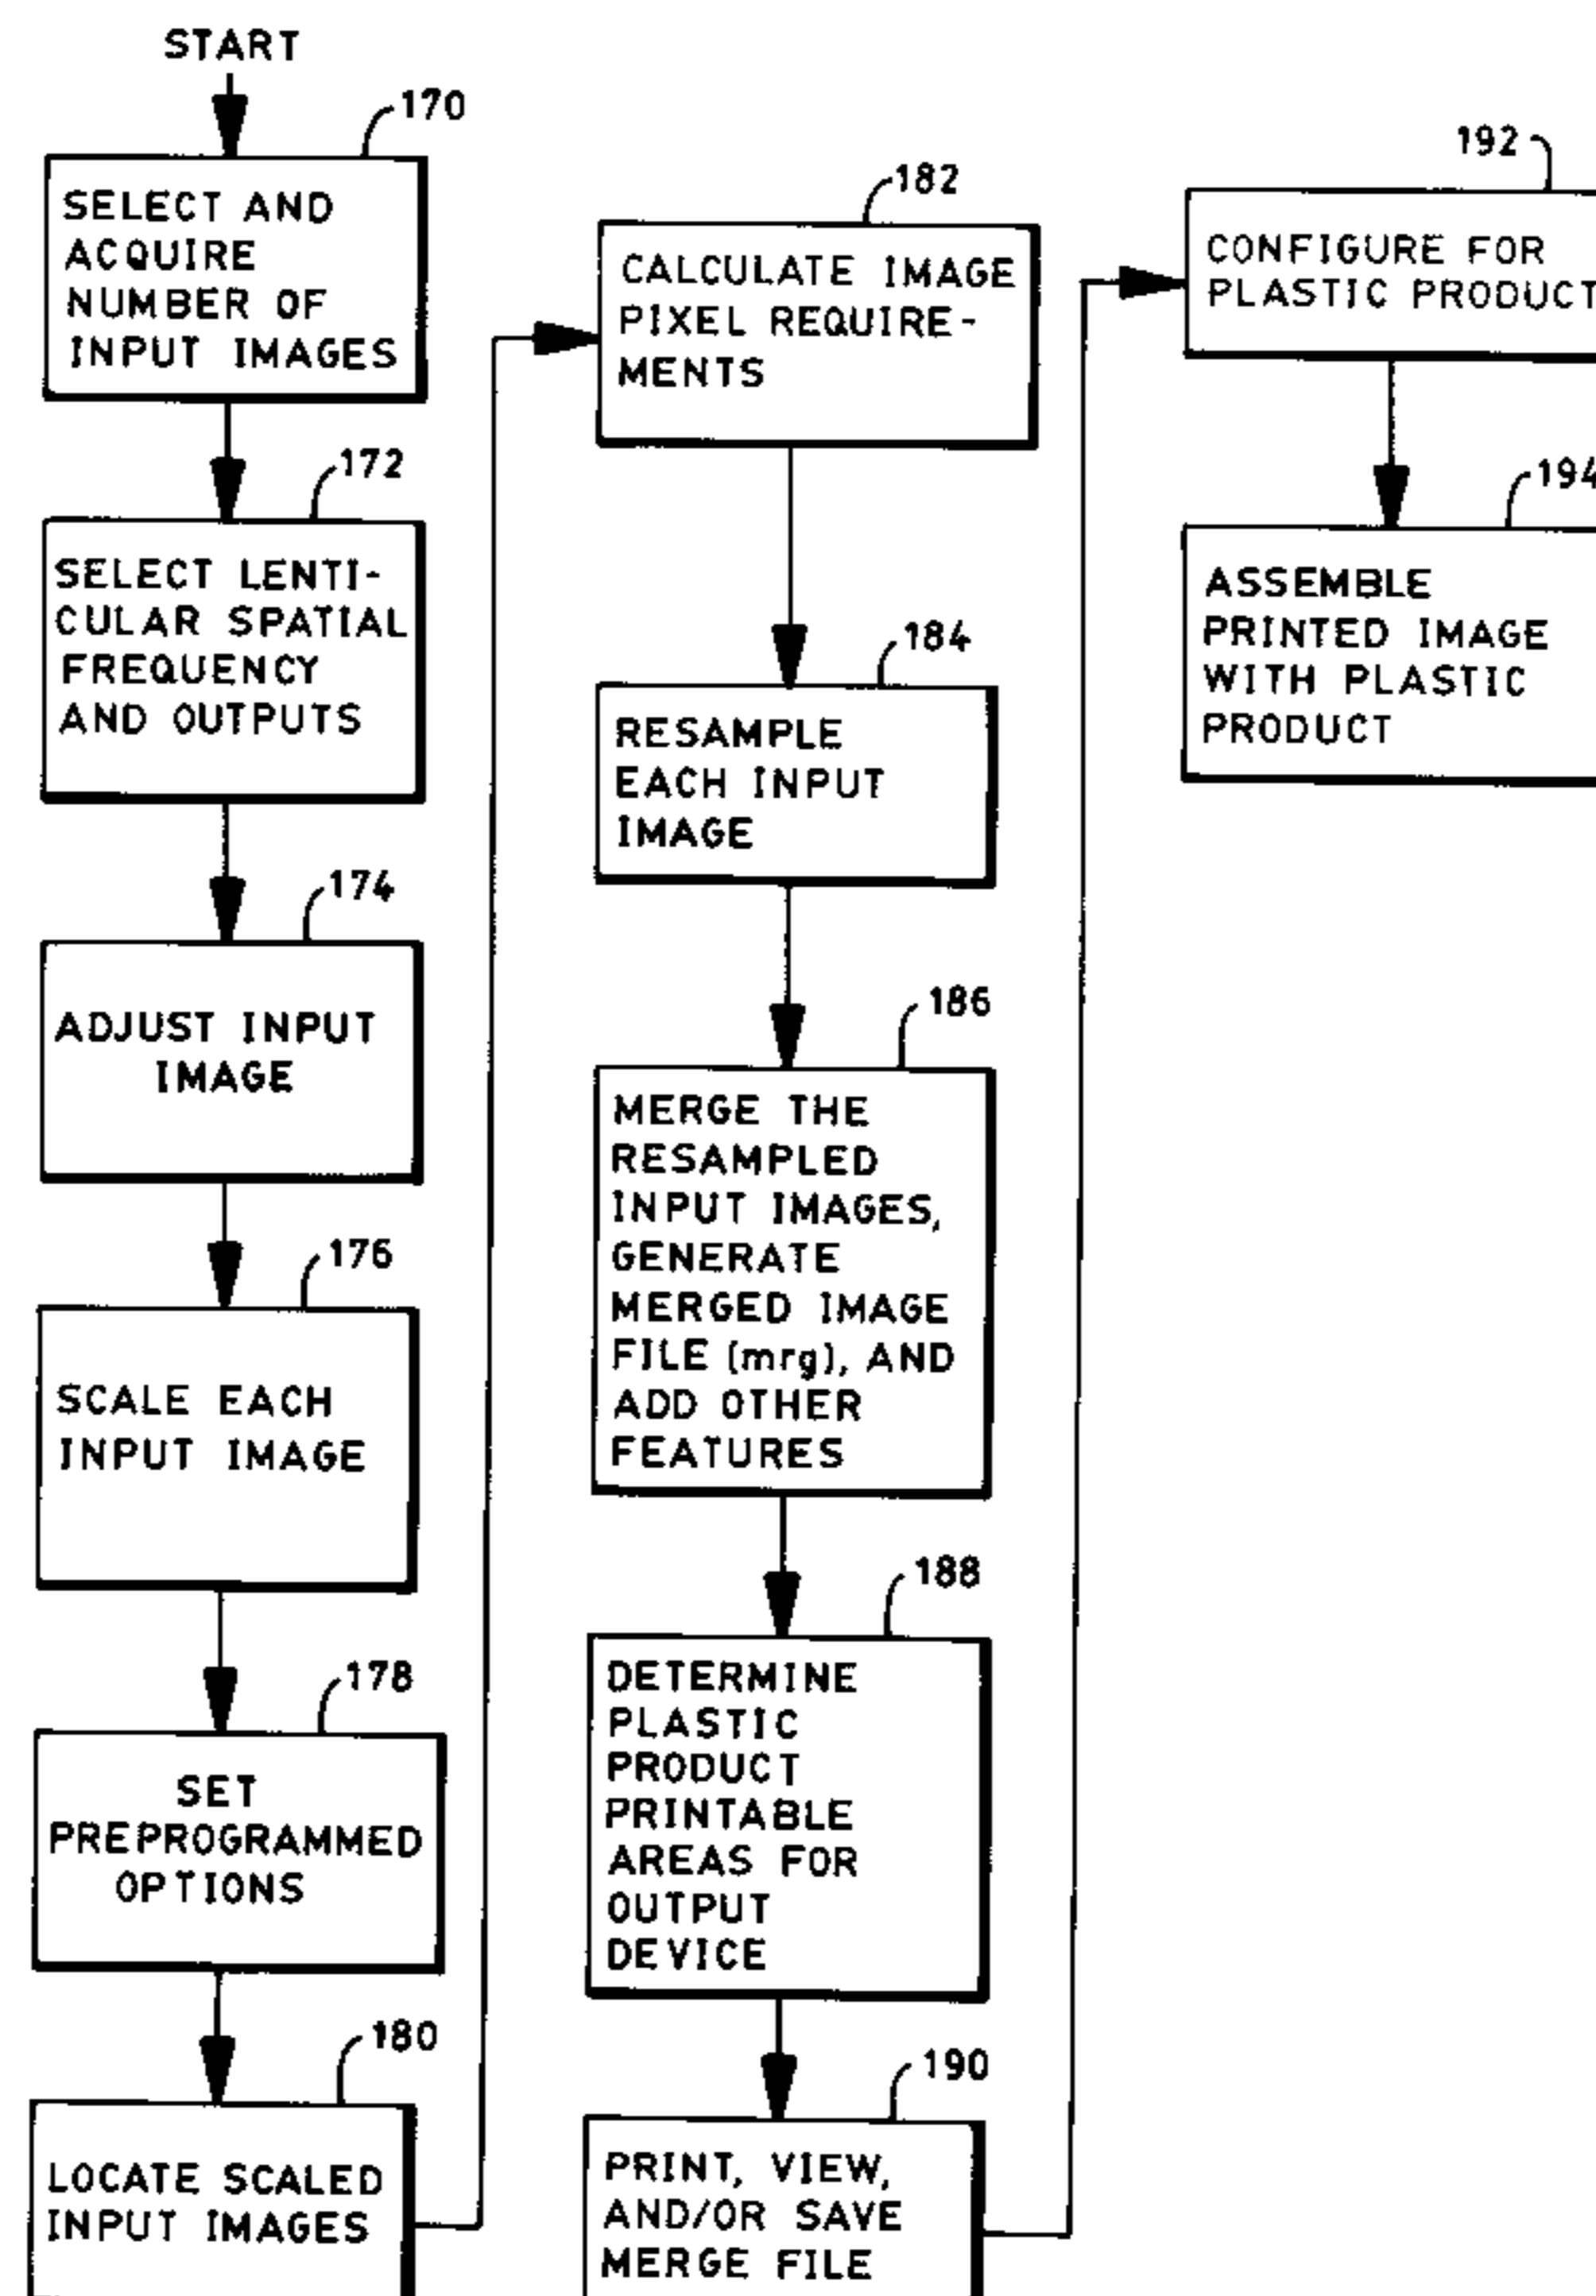 START
170
SELECT AND
ACQUIRE
NUMBER OF
INPUT IMAGES
172
SELECT LENTI-
CULAR SPATIAL
FREQUENCY
AND OUTPUTS
174
ADJUST INPUT
IMAGE
176
SCALE EACH
INPUT IMAGE
178
SET
PREPROGRAMMED
OPTIONS
180
LOCATE SCALED
INPUT IMAGES
182
CALCULATE IMAGE
PIXEL REQUIRE-
MENTS
184
RESAMPLE
EACH INPUT
IMAGE
186
MERGE THE
RESAMPLED
INPUT IMAGES,
GENERATE
MERGED IMAGE
FILE (mrg), AND
ADD OTHER
FEATURES
188
DETERMINE
PLASTIC
PRODUCT
PRINTABLE
AREAS FOR
OUTPUT
DEVICE
190
PRINT, VIEW,
AND/OR SAVE
MERGE FILE
192
CONFIGURE FOR
PLASTIC PRODUCT
194
ASSEMBLE
PRINTED IMAGE
WITH PLASTIC
PRODUCT